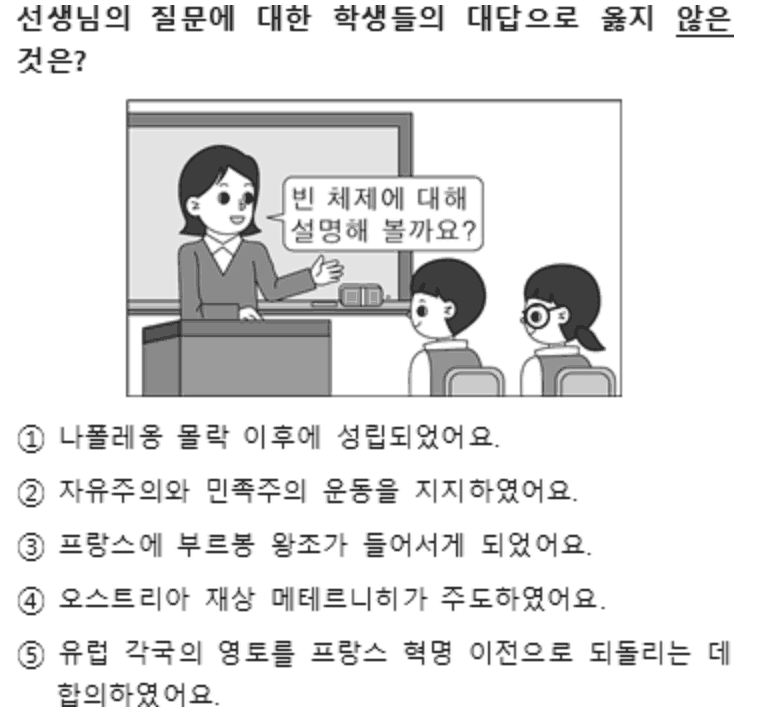 선생님의 질문에 대한 학생들의 대답으로 옳지 않은
것은?
빈 체제에 대해
설명해 볼까요?
① 나폴레옹 몰락 이후에 성립되었어요.
② 자유주의와 민족주의 운동을 지지하였어요.
③ 프랑스에 부르봉 왕조가 들어서게 되었어요.
④ 오스트리아 재상 메테르니히가 주도하였어요.
⑤ 유럽 각국의 영토를 프랑스 혁명 이전으로 되돌리는 데
합의하였어요.